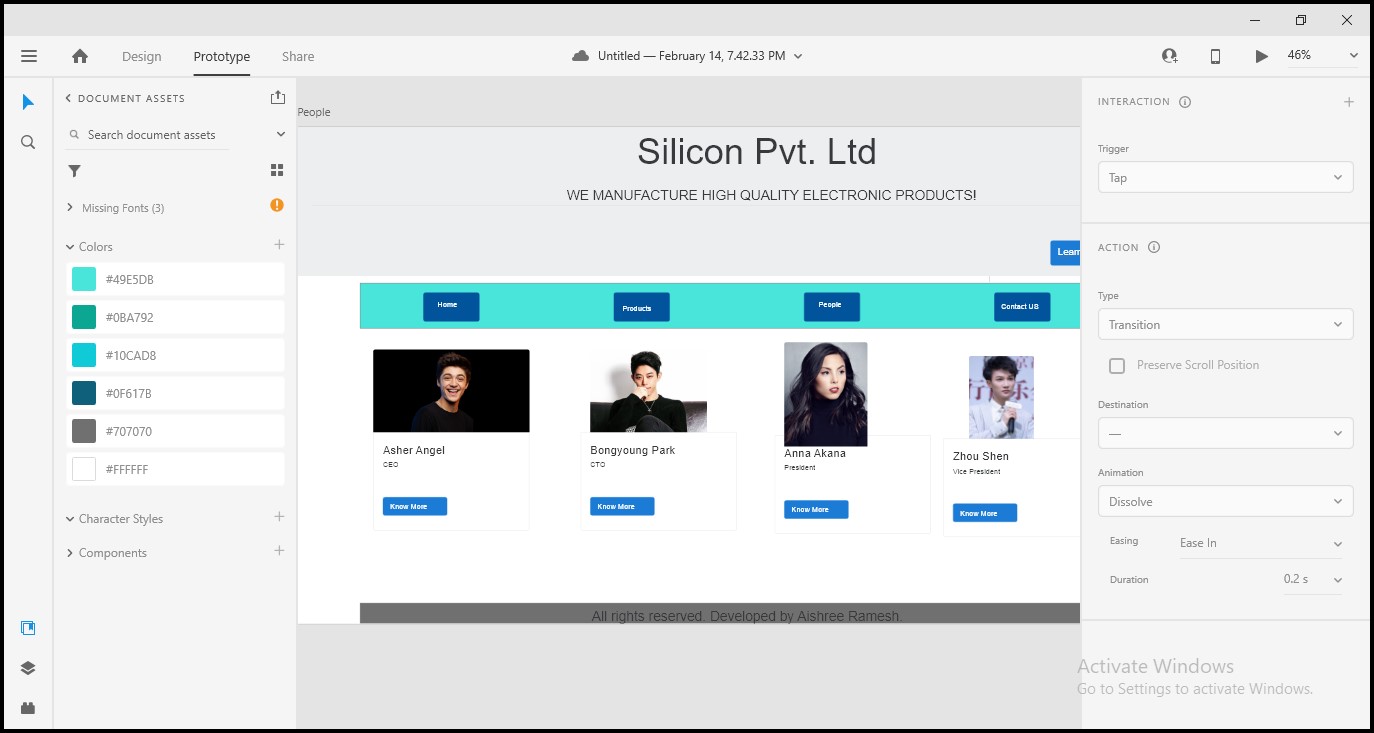 Design
Prototype
Share
Untitled — February 14, 7.42.33 PM
46%
DOCUMENT ASSETS
Search document assets
Missing Fonts (3)
Colors
#49E5DB
#0BA792
#10CAD8
#0F617B
#707070
#FFFFFF
Character Styles
Components
People
Silicon Pvt. Ltd
WE MANUFACTURE HIGH QUALITY ELECTRONIC PRODUCTS!
Learn
Home
Products
People
Contact US
Asher Angel
CEO
Know More
Bongyoung Park
CTO
Know More
Anna Akana
President
Know More
Zhou Shen
Vice President
Know More
All rights reserved. Developed by Aishree Ramesh.
INTERACTION
Trigger
Tap
ACTION
Type
Transition
Preserve Scroll Position
Destination
—
Animation
Dissolve
Easing
Ease In
Duration
0.2 s
Activate Windows
Go to Settings to activate Windows.